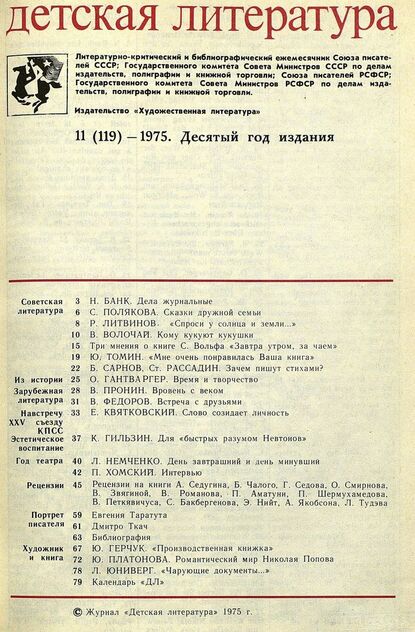 детская литература
Литературно-критический и библиографический ежемесячник Союза писате-
лей СССР; Государственного комитета Совета Министров СССР по делам
издательств, полиграфии и книжной торговли; Союза писателей РСФСР;
Государственного комитета Совета Министров РСФСР по делам изда-
тельств, полиграфии и книжной торговли.
Издательство «Художественная литература»
11 (119) — 1975. Десятый год издания
Советская 3 Н. БАНК. Дела журнальные
литература 6 С. ПОЛЯКОВА. Сказки дружной семьи
8 Р. ЛИТВИНОВ. «Спроси у солнца и земли...»
10 В. ВОЛОЧАЙ. Кому кукуют кукушки
15 Три мнения о книге С. Вольфа «Завтра утром, за чаем»
19 Ю. ТОМИН. «Мне очень понравилась Ваша книга»
22 Б. САРНОВ, Ст. РАССАДИН. Зачем пишут стихами?
Из истории 25 О. ГАНТВАРГЕР. Время и творчество
Зарубежная 28 В. ПРОНИН. Вровень с веком
литература 31 В. ФЕДОРОВ. Встреча с друзьями
Навстречу 33 Е. КВЯТКОВСКИЙ. Слово созидает личность
XXV съезду
КПСС
Эстетическое 37 К. ГИЛЬЗИН. Для «быстрых разумом Невтонов»
воспитание
Год театра 40 Л. НЕМЧЕНКО. День завтрашний и день минувший
42 П. ХОМСКИЙ. Интервью
Рецензии 45 Рецензии на книги А. Седугина, Б. Чалого, Г. Седова, О. Смирнова,
В. Звягиной, В. Романова, П. Аматуни, П. Шермухамедова,
В. Петкявичуса, С. Бакбергенова, Э. Нийт, А. Якобсона, Л. Тудэва
Портрет 59 Евгения Таратута
писателя 61 Дмитро Ткач
63 Библиография
Художник 67 Ю. ГЕРЧУК. «Производственная книжка»
и книга 72 Ю. ПЛАТОНОВА. Романтический мир Николая Попова
78 Л. ЮНИВЕРГ. «Чарующие документы...»
79 Календарь «ДЛ»
© Журнал «Детская литература» 1975 г.